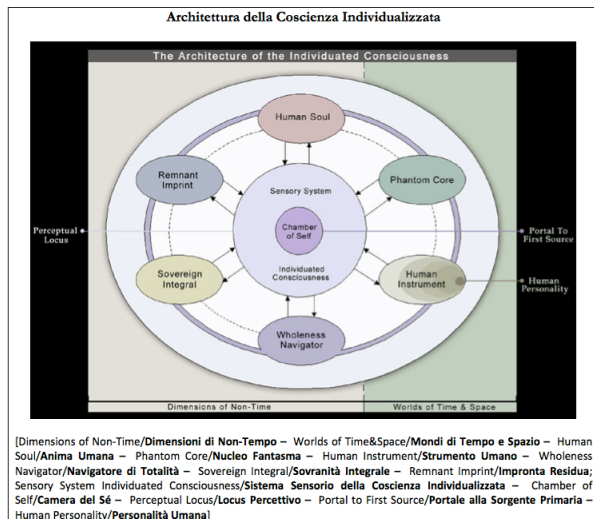 Architettura della Coscienza Individualizzata
The Architecture of the Individuated Consciousness
Human Soul
Remnant
Imprint
Sensory System
Phantom Core
Perceptual
Locus
Chamber
of Self
Portal To
First Source
Sovereign
Integral
Individuated
Consciousness
Human
Instrument
Human
Personality
Wholeness
Navigator
Dimensions of Non-Time
Worlds of Time & Space
[Dimensions of Non-Time/Dimensioni di Non-Tempo – Worlds of Time&Space/Mondi di Tempo e Spazio – Human
Soul/Anima Umana – Phantom Core/Nucleo Fantasma – Human Instrument/Strumento Umano – Wholeness
Navigator/Navigatore di Totalità – Sovereign Integral/Sovranità Integrale – Remnant Imprint/Impronta Residua;
Sensory System Individuated Consciousness/Sistema Sensorio della Coscienza Individualizzata – Chamber of
Self/Camera del Sé – Perceptual Locus/Locus Percettivo – Portal to First Source/Portale alla Sorgente Primaria –
Human Personality/Personalità Umana]